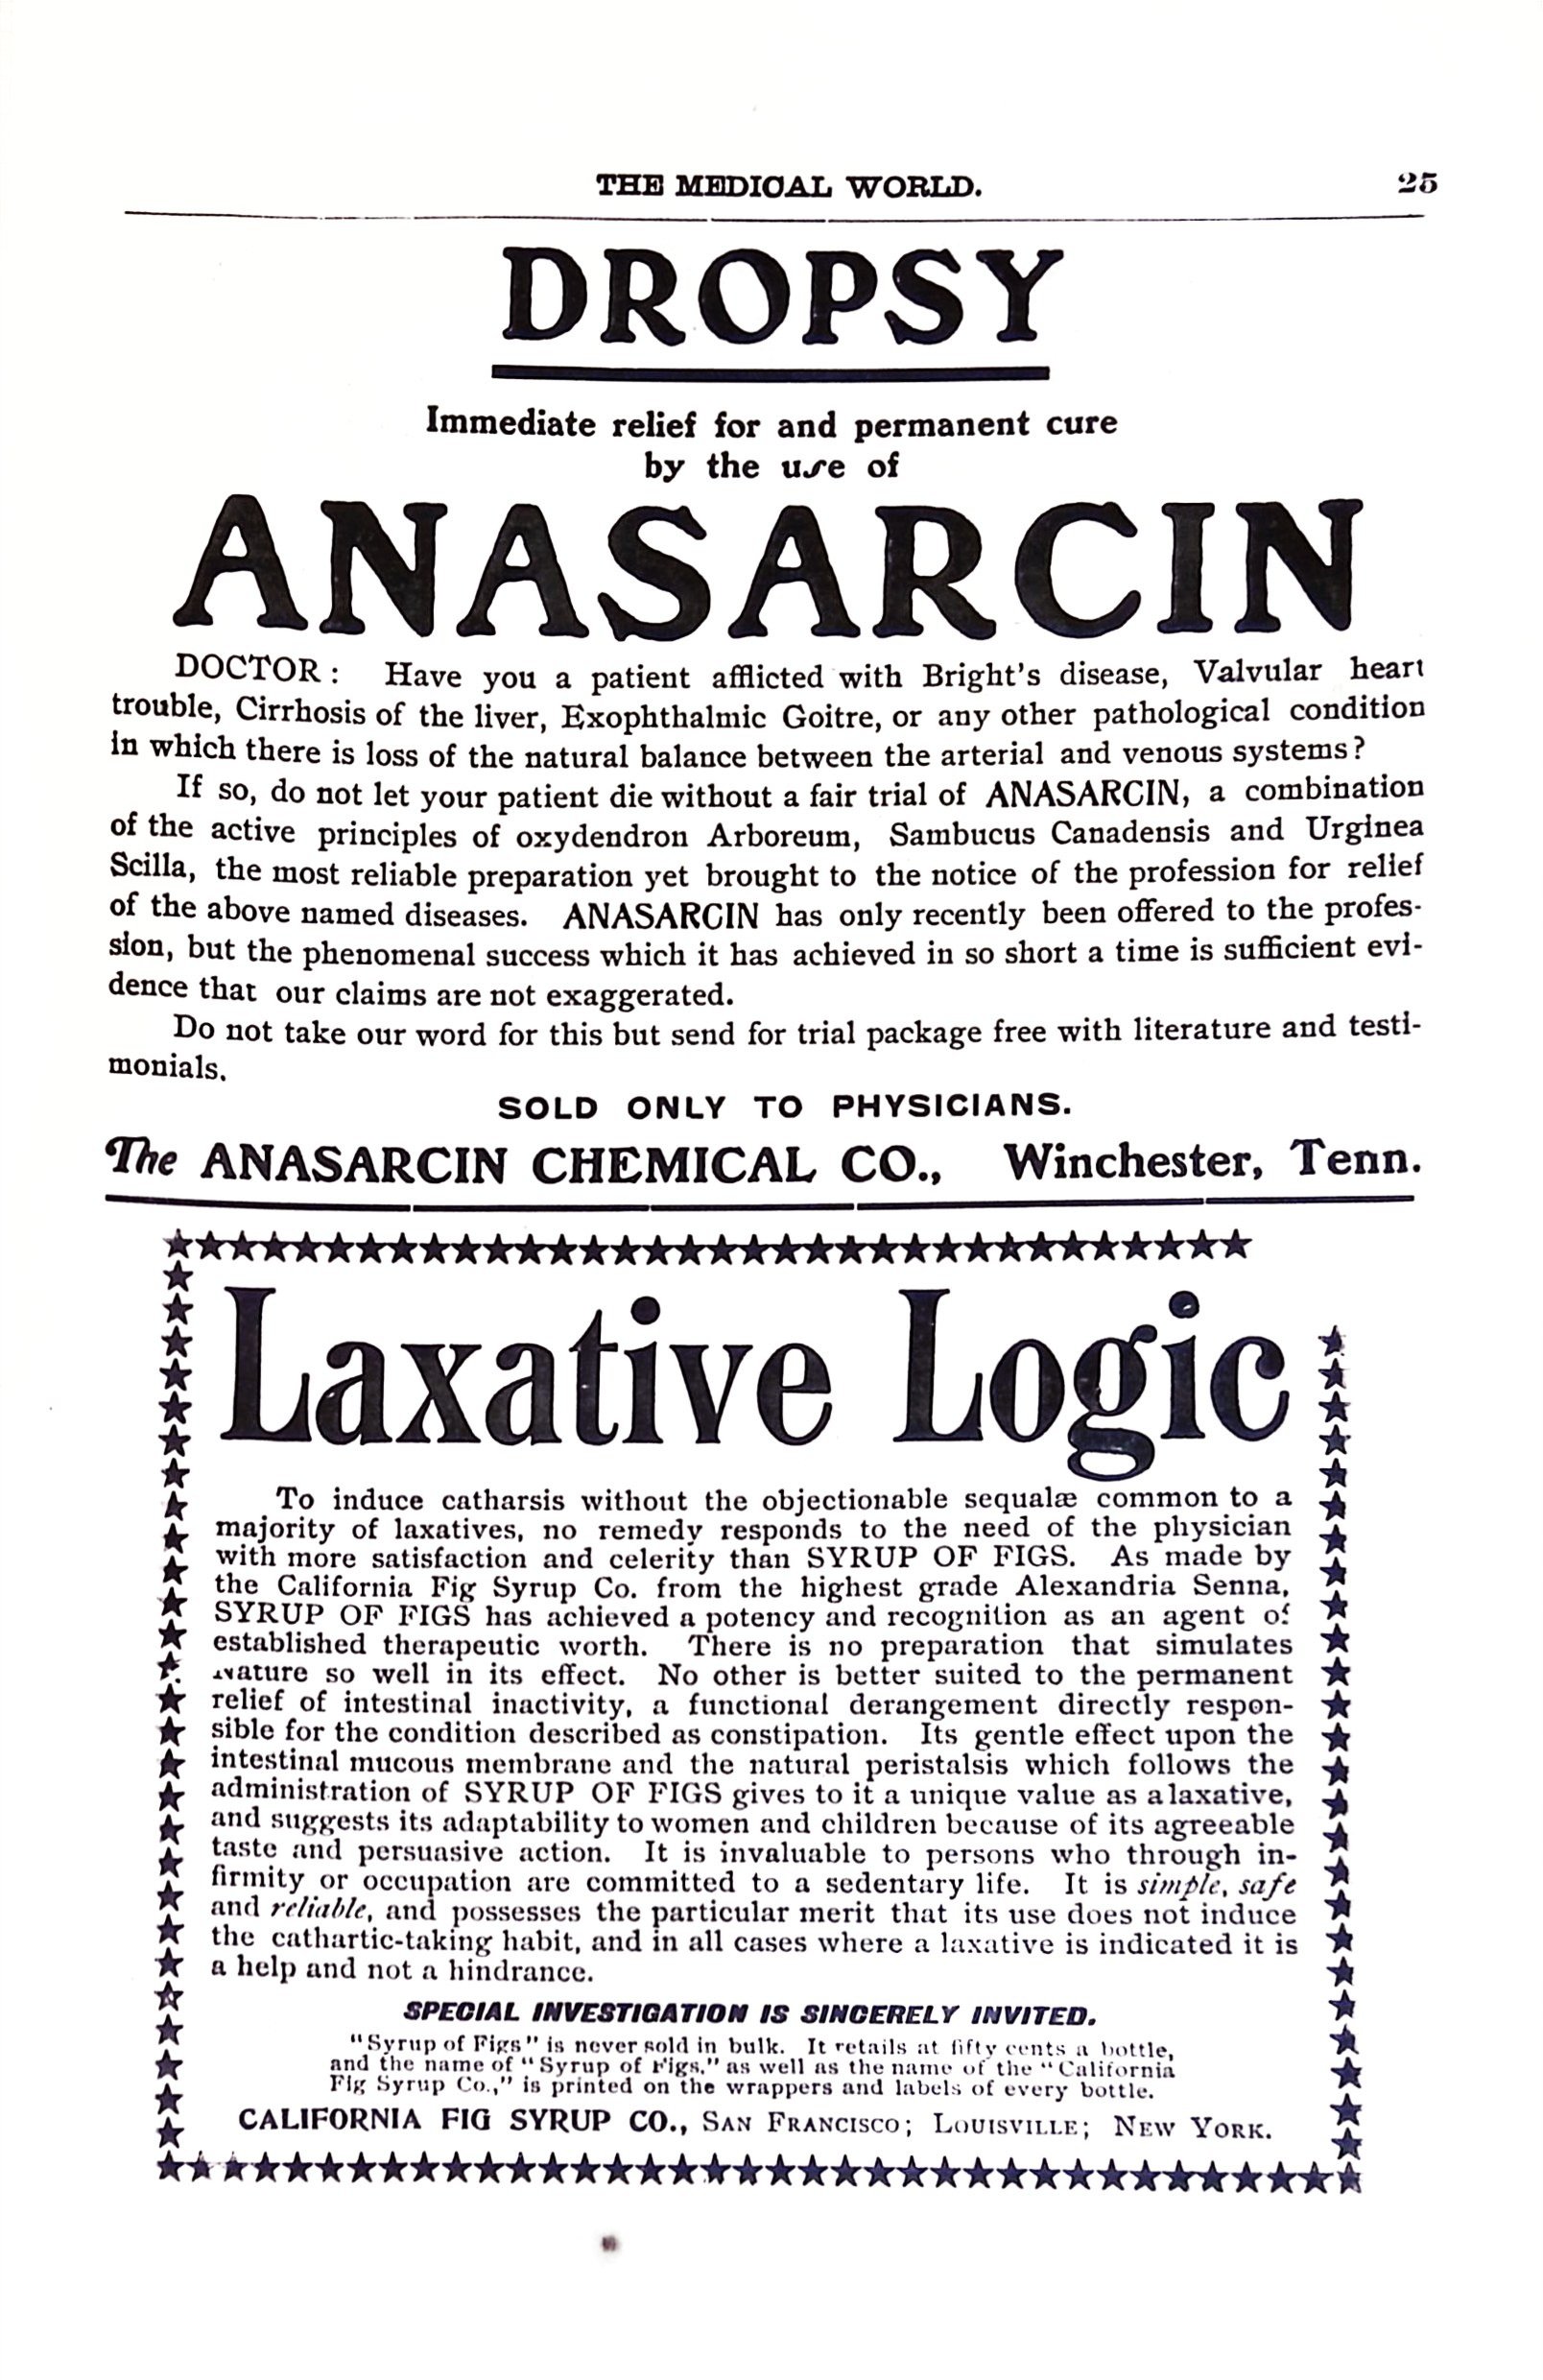 THE MEDICAL WORLD. 25
DROPSY
Immediate relief for and permanent cure
by the use of
ANASARCIN
DOCTOR: Have you a patient afflicted with Bright's disease, Valvular heart
trouble, Cirrhosis of the liver, Exophthalmic Goitre, or any other pathological condition
in which there is loss of the natural balance between the arterial and venous systems?
If so, do not let your patient die without a fair trial of ANASARCIN, a combination
of the active principles of oxydendron Arboreum, Sambucus Canadensis and Urginea
Scilla, the most reliable preparation yet brought to the notice of the profession for relief
of the above named diseases. ANASARCIN has only recently been offered to the profes-
sion, but the phenomenal success which it has achieved in so short a time is sufficient evi-
dence that our claims are not exaggerated.
Do not take our word for this but send for trial package free with literature and testi-
monials.
SOLD ONLY TO PHYSICIANS.
The ANASARCIN CHEMICAL CO., Winchester, Tenn.
Laxative Logic
To induce catharsis without the objectionable sequalæ common to a
majority of laxatives, no remedy responds to the need of the physician
with more satisfaction and celerity than SYRUP OF FIGS. As made by
the California Fig Syrup Co. from the highest grade Alexandria Senna,
SYRUP OF FIGS has achieved a potency and recognition as an agent of
established therapeutic worth. There is no preparation that simulates
Nature so well in its effect. No other is better suited to the permanent
relief of intestinal inactivity, a functional derangement directly respon-
sible for the condition described as constipation. Its gentle effect upon the
intestinal mucous membrane and the natural peristalsis which follows the
administration of SYRUP OF FIGS gives to it a unique value as a laxative,
and suggests its adaptability to women and children because of its agreeable
taste and persuasive action. It is invaluable to persons who through in-
firmity or occupation are committed to a sedentary life. It is simple, safe
and reliable, and possesses the particular merit that its use does not induce
the cathartic-taking habit, and in all cases where a laxative is indicated it is
a help and not a hindrance.
SPECIAL INVESTIGATION IS SINCERELY INVITED.
"Syrup of Figs" is never sold in bulk. It retails at fifty cents a bottle,
and the name of "Syrup of Figs," as well as the name of the "California
Fig Syrup Co.," is printed on the wrappers and labels of every bottle.
CALIFORNIA FIG SYRUP CO., SAN FRANCISCO; LOUISVILLE; NEW YORK.